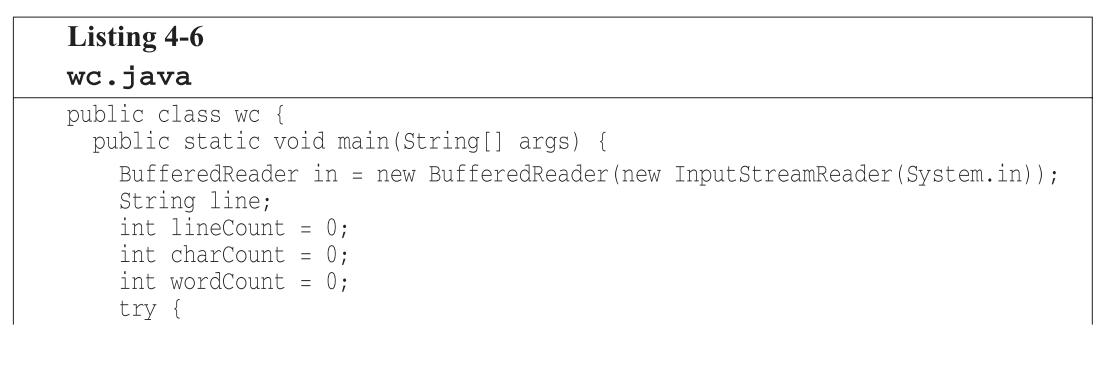 Listing 4-6
wc.java
public class wc {
public static void main(String[] args) {
BufferedReader in = new BufferedReader(new InputStreamReader(System.in));
String line;
int lineCount = 0;
int charCount = 0;
int wordCount = 0;
try {